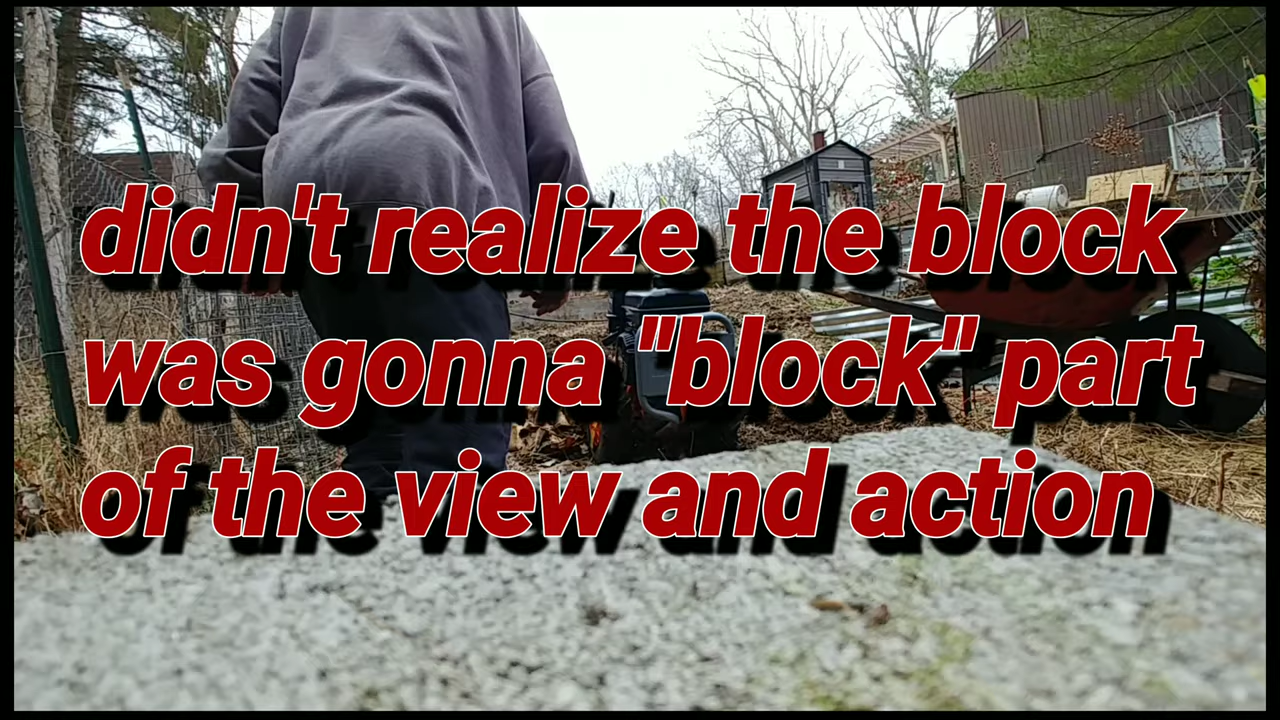 didn't realize the block
was gonna "block" part
of the view and action